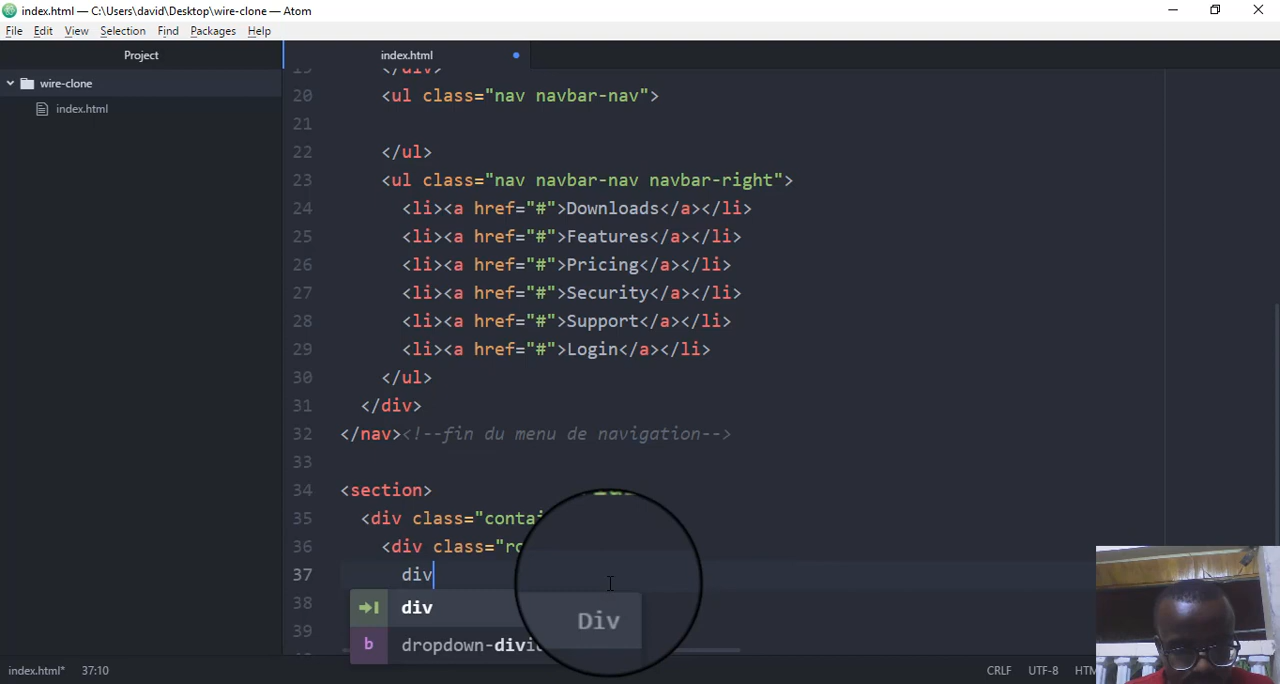 index.html — C:\Users\david\Desktop\wire-clone — Atom
File Edit View Selection Find Packages Help
Project
index.html
wire-clone
index.html
</div>
20 <ul class="nav navbar-nav">
21
22 </ul>
23 <ul class="nav navbar-nav navbar-right">
24 <li><a href="#">Downloads</a></li>
25 <li><a href="#">Features</a></li>
26 <li><a href="#">Pricing</a></li>
27 <li><a href="#">Security</a></li>
28 <li><a href="#">Support</a></li>
29 <li><a href="#">Login</a></li>
30 </ul>
31 </div>
32 </nav><!--fin du menu de navigation-->
33
34 <section>
35 <div class="contai
36 <div class="ro
37 div
38
39
div
Div
b dropdown-divi
index.html* 37:10
CRLF UTF-8 HTM